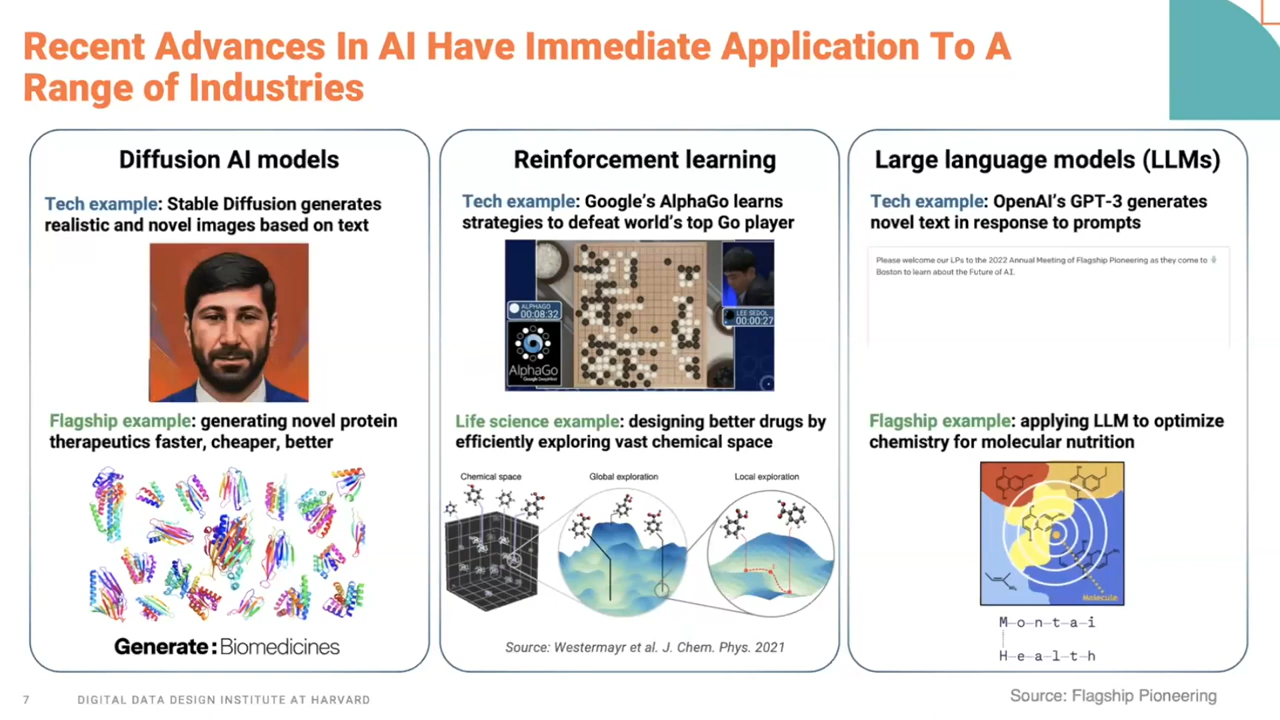 Recent Advances In AI Have Immediate Application To A
Range of Industries
Diffusion AI models
Tech example: Stable Diffusion generates
realistic and novel images based on text
Flagship example: generating novel protein
therapeutics faster, cheaper, better
Generate:Biomedicines
Reinforcement learning
Tech example: Google's AlphaGo learns
strategies to defeat world's top Go player
ALPHAGO
00:08:32
LEE SEDOL
00:00:27
AlphaGo
Google DeepMind
Life science example: designing better drugs by
efficiently exploring vast chemical space
Chemical space
Global exploration
Local exploration
Source: Westermayr et al. J. Chem. Phys. 2021
Large language models (LLMs)
Tech example: OpenAI's GPT-3 generates
novel text in response to prompts
Please welcome our LPs to the 2022 Annual Meeting of Flagship Pioneering as they come to
Boston to learn about the Future of AI.
Flagship example: applying LLM to optimize
chemistry for molecular nutrition
Molecule
Montai
Health
7
DIGITAL DATA DESIGN INSTITUTE AT HARVARD
Source: Flagship Pioneering